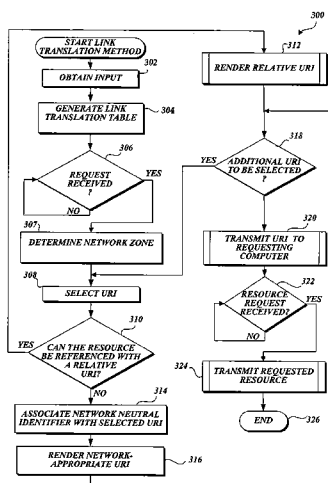 300
START LINK
TRANSLATION METHOD
302
OBTAIN INPUT
304
GENERATE LINK
TRANSLATION TABLE
306
REQUEST
RECEIVED
?
YES
NO
307
DETERMINE NETWORK ZONE
308
SELECT URI
310
YES
CAN THE RESOURCE
BE REFERENCED WITH A
RELATIVE
URI?
NO
314
ASSOCIATE NETWORK NEUTRAL
IDENTIFIER WITH SELECTED URI
RENDER NETWORK-
APPROPRIATE URI
316
312
RENDER RELATIVE URI
318
YES
ADDITIONAL URI
TO BE SELECTED
?
NO
320
TRANSMIT URI TO
REQUESTING
COMPUTER
322
RESOURCE
REQUEST
RECEIVED?
NO
YES
324
TRANSMIT REQUESTED
RESOURCE
END
326